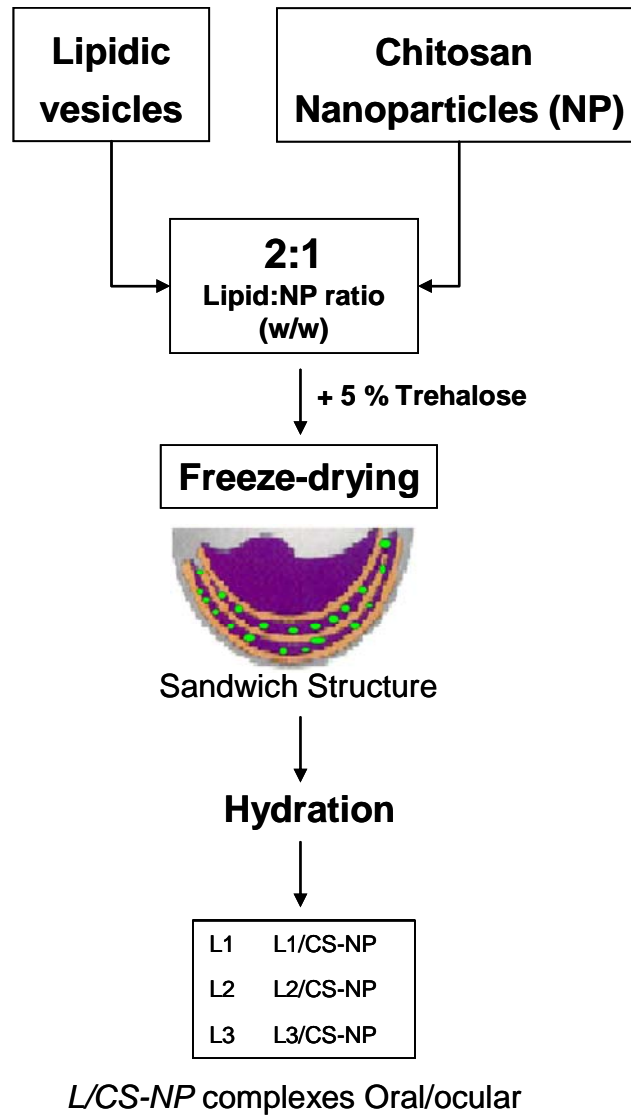 Lipidic
vesicles
Chitosan
Nanoparticles (NP)
2:1
Lipid:NP ratio
(w/w)
+ 5 % Trehalose
Freeze-drying
Sandwich Structure
Hydration
L1 L1/CS-NP
L2 L2/CS-NP
L3 L3/CS-NP
L/CS-NP complexes Oral/ocular